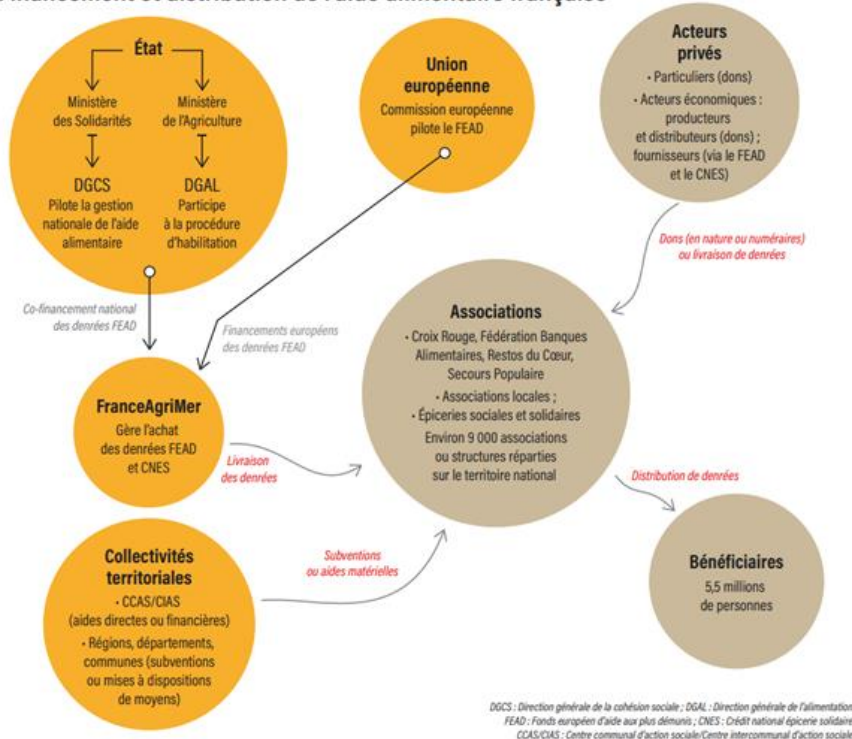 financement et distribution de l'aide alimentaire française
État
Ministère
des Solidarités
Ministère
de l'Agriculture
DGCS
Pilote la gestion
nationale de l'aide
alimentaire
DGAL
Participe
à la procédure
d'habilitation
Union
européenne
Commission européenne
pilote le FEAD
Acteurs
privés
• Particuliers (dons)
• Acteurs économiques :
producteurs
et distributeurs (dons) ;
fournisseurs (via le FEAD
et le CNES)
Dons (en nature ou numéraires)
ou livraison de denrées
Co-financement national
des denrées FEAD
Financements européens
des denrées FEAD
Associations
• Croix Rouge, Fédération Banques
Alimentaires, Restos du Cœur,
Secours Populaire
• Associations locales ;
• Épiceries sociales et solidaires
Environ 9 000 associations
ou structures réparties
sur le territoire national
FranceAgriMer
Gère l'achat
des denrées FEAD
et CNES
Livraison
des denrées
Distribution de denrées
Collectivités
territoriales
• CCAS/CIAS
(aides directes ou financières)
• Régions, départements,
communes (subventions
ou mises à dispositions
de moyens)
Subventions
ou aides matérielles
Bénéficiaires
5,5 millions
de personnes
DGCS : Direction générale de la cohésion sociale ; DGAL : Direction générale de l'alimentation
FEAD : Fonds européen d'aide aux plus démunis ; CNES : Crédit national épicerie solidaire
CCAS/CIAS : Centre communal d'action sociale/Centre intercommunal d'action sociale